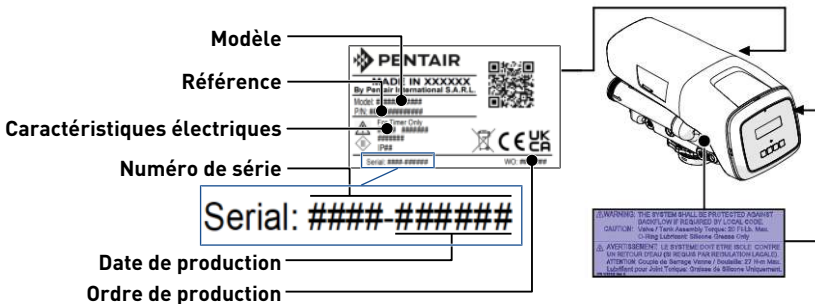 Modèle
Référence
Caractéristiques électriques
Numéro de série
Date de production
Ordre de production
PENTAIR
MADE IN XXXXXX
By Pentair International S.A.R.L.
Model: ############
P/N: ##############
For Timer Only
#### #######
#######
IP##
CE UK CA
Serial: ####-######
WO: #######
Serial: ####-######
WARNING: THE SYSTEM SHALL BE PROTECTED AGAINST
BACKFLOW IF REQUIRED BY LOCAL CODE.
CAUTION: Valve / Tank Assembly Torque: 20 Ft-Lb. Max.
O-Ring Lubricant: Silicone Grease Only
AVERTISSEMENT: LE SYSTEME DOIT ETRE ISOLE CONTRE
UN RETOUR D'EAU (SI REQUIS PAR REGULATION LAGALE).
ATTENTION: Couple de Serrage Vanne / Bouteille: 27 N-m Max.
Lubrifiant pour Joint Torique: Graisse de Silicone Uniquement.